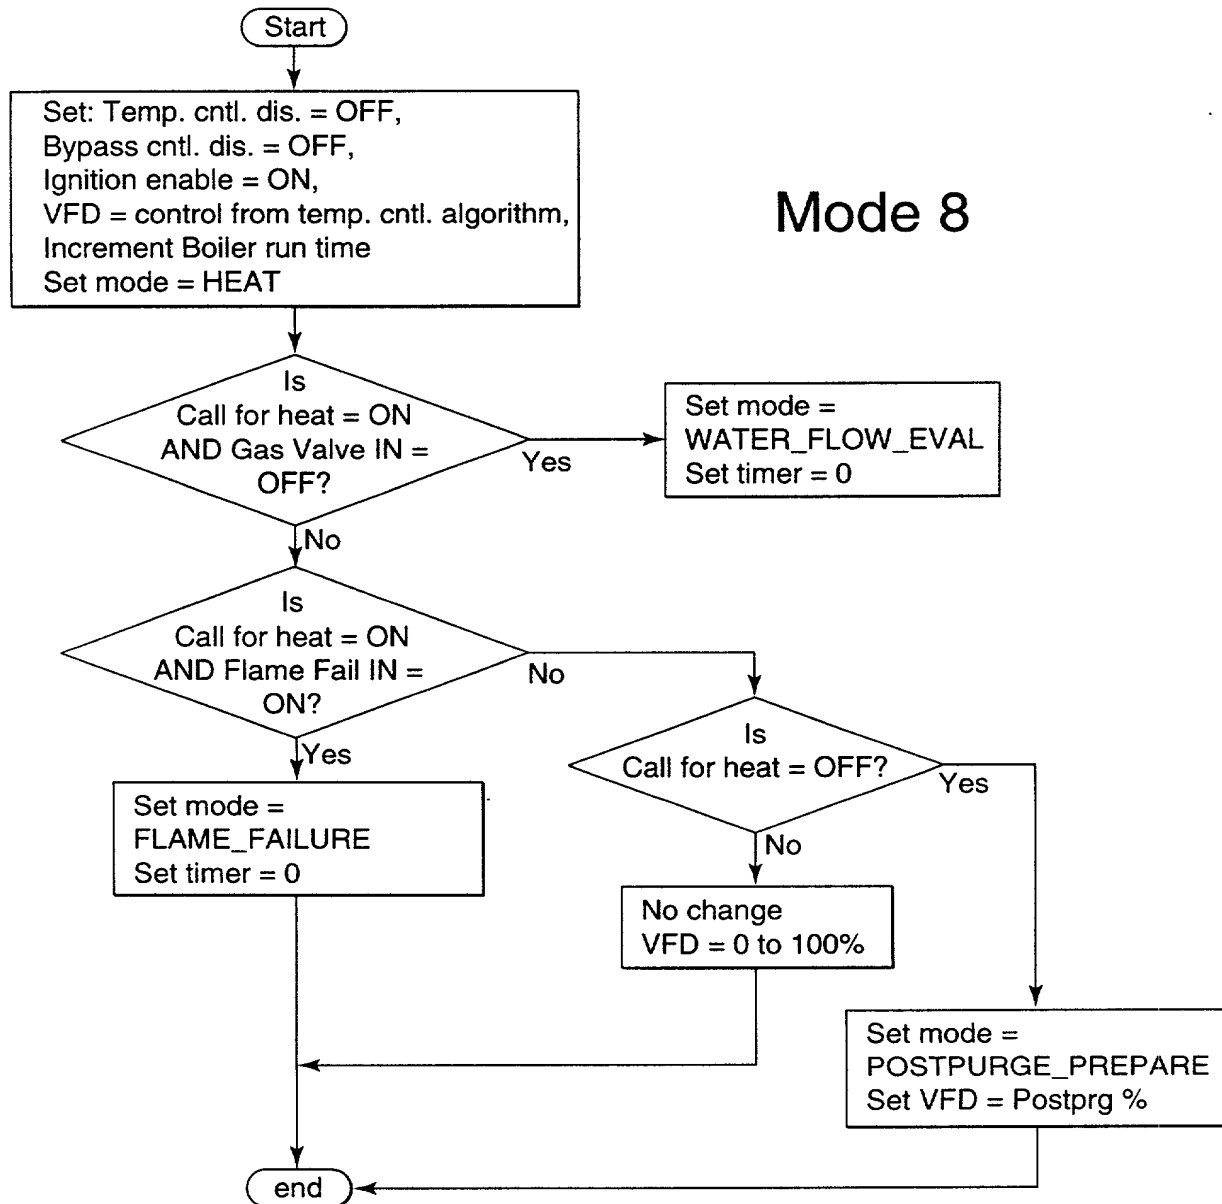 Start
Set: Temp. cntl. dis. = OFF,
Bypass cntl. dis. = OFF,
Ignition enable = ON,
VFD = control from temp. cntl. algorithm,
Increment Boiler run time
Set mode = HEAT
Mode 8
Is
Call for heat = ON
AND Gas Valve IN =
OFF?
Yes
Set mode =
WATER_FLOW_EVAL
Set timer = 0
No
Is
Call for heat = ON
AND Flame Fail IN =
ON?
No
Yes
Is
Call for heat = OFF?
Yes
No
Set mode =
FLAME_FAILURE
Set timer = 0
No change
VFD = 0 to 100%
Set mode =
POSTPURGE_PREPARE
Set VFD = Postprg %
end